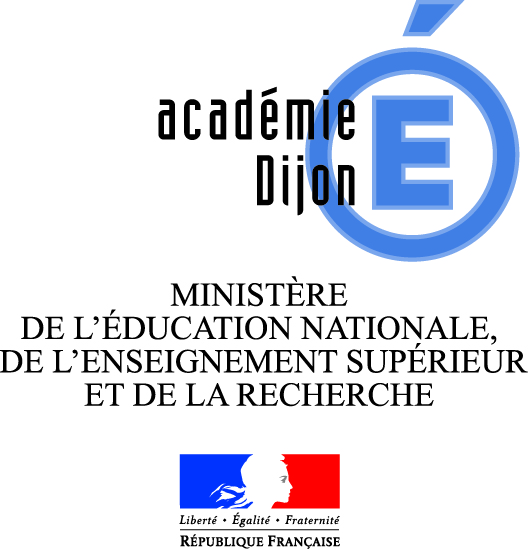 académie
Dijon
É
MINISTÈRE
DE L'ÉDUCATION NATIONALE,
DE L'ENSEIGNEMENT SUPÉRIEUR
ET DE LA RECHERCHE
Liberté • Égalité • Fraternité
RÉPUBLIQUE FRANÇAISE